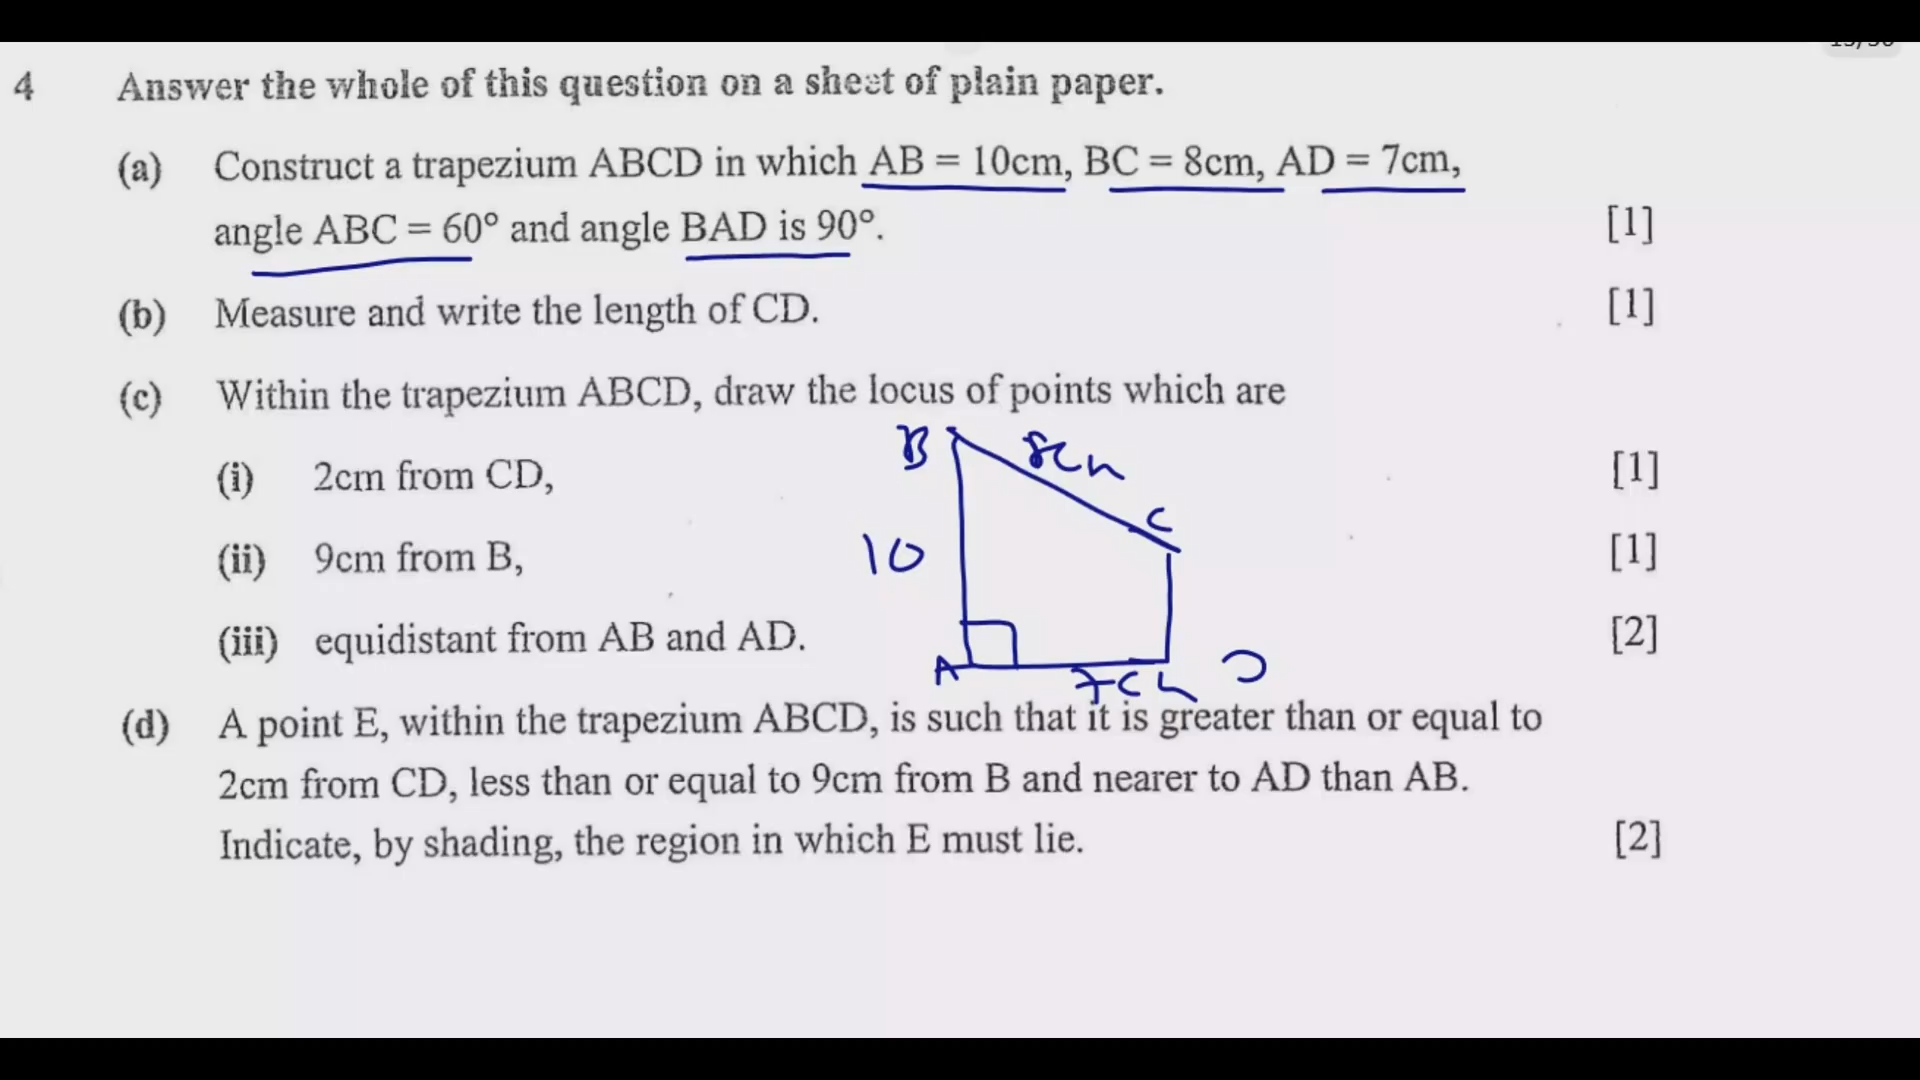 4 Answer the whole of this question on a sheet of plain paper.
(a) Construct a trapezium ABCD in which AB = 10cm, BC = 8cm, AD = 7cm,
angle ABC = 60° and angle BAD is 90°. [1]
(b) Measure and write the length of CD. [1]
(c) Within the trapezium ABCD, draw the locus of points which are
B 8cm
(i) 2cm from CD, [1]
C
(ii) 9cm from B, [1]
10
(iii) equidistant from AB and AD. [2]
A 7cm D
(d) A point E, within the trapezium ABCD, is such that it is greater than or equal to
2cm from CD, less than or equal to 9cm from B and nearer to AD than AB.
Indicate, by shading, the region in which E must lie. [2]